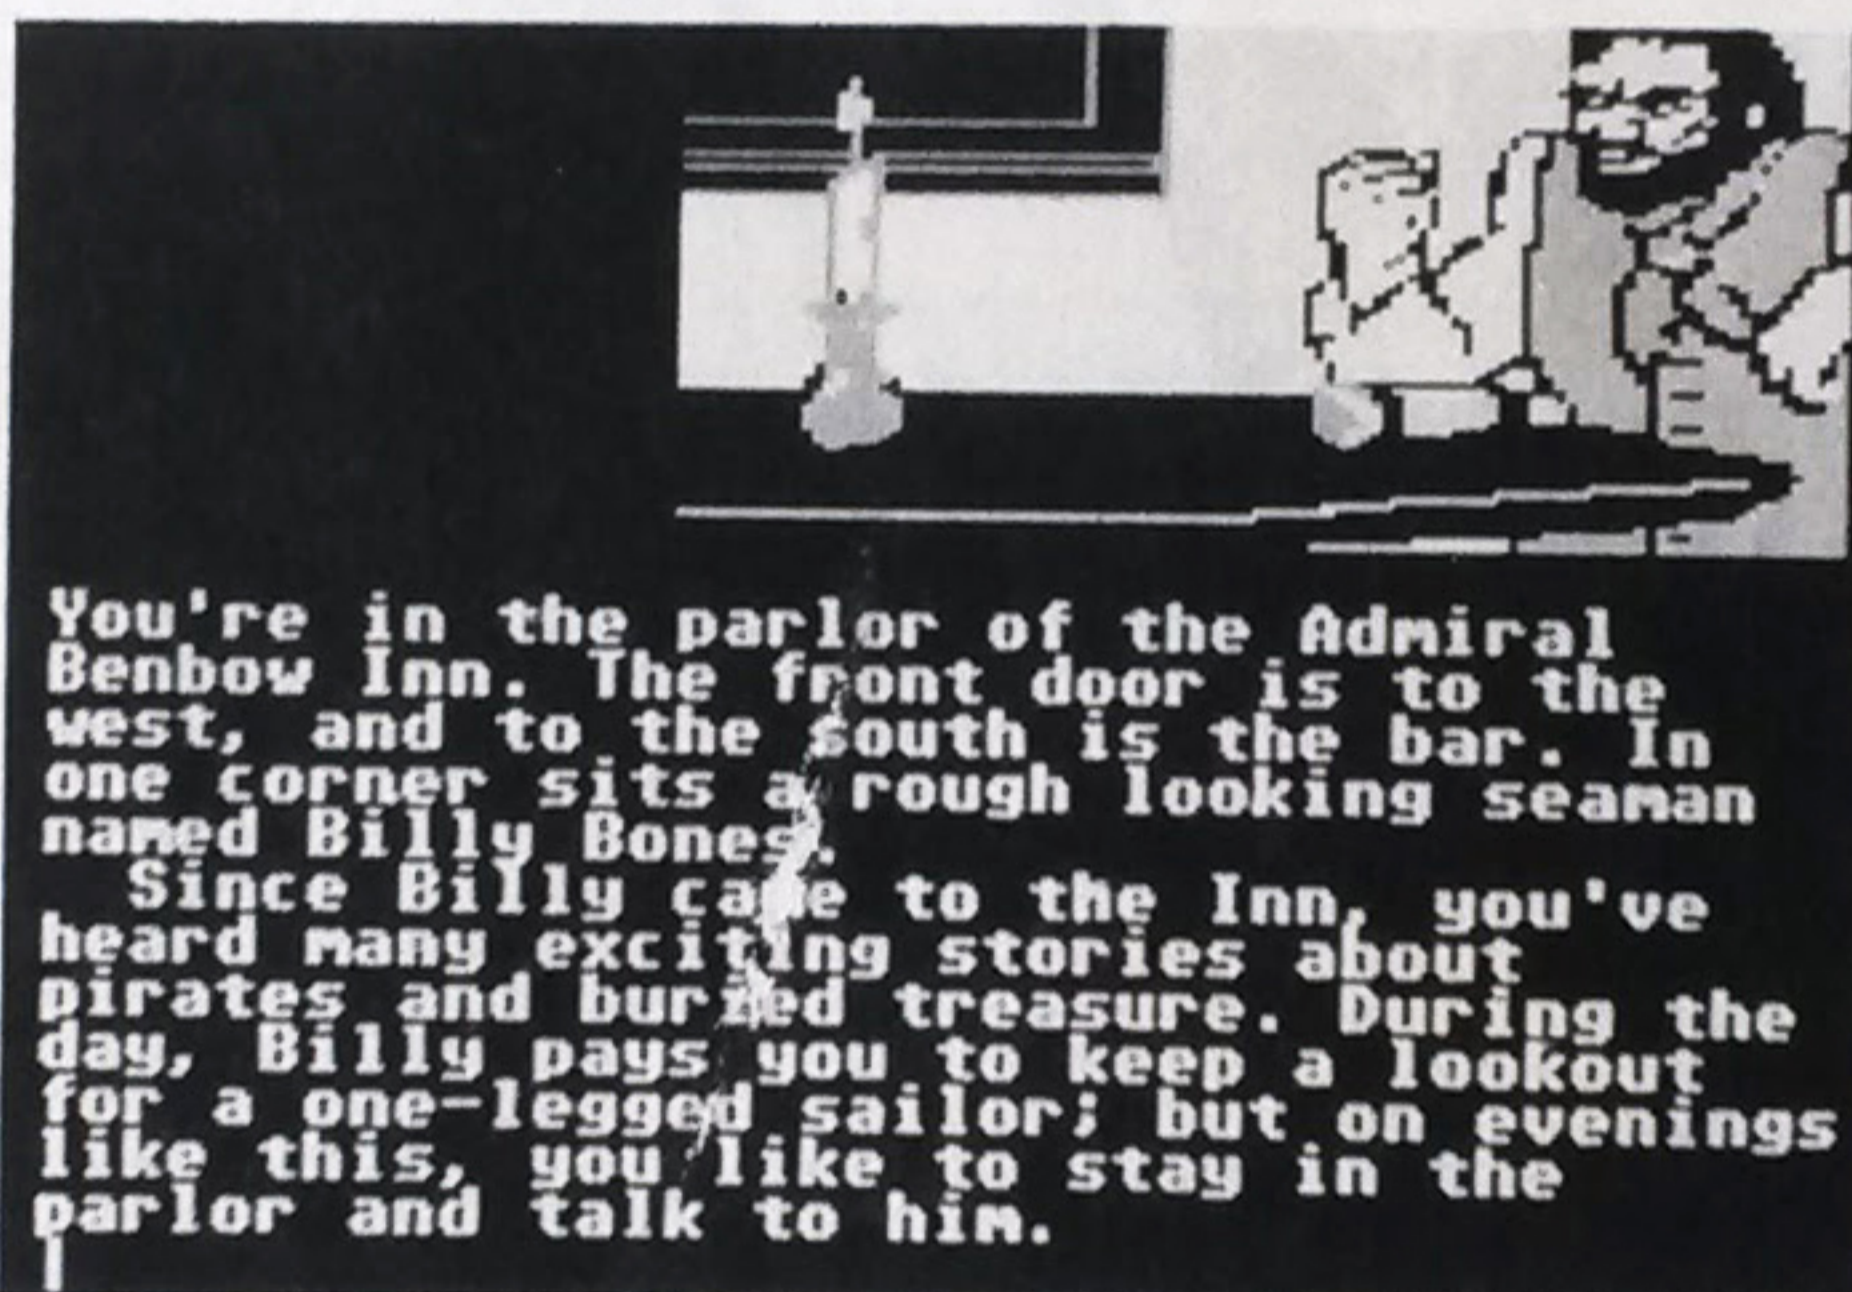 You're in the parlor of the Admiral
Benbow Inn. The front door is to the
west, and to the south is the bar. In
one corner sits a rough looking seaman
named Billy Bones.
Since Billy came to the Inn, you've
heard many exciting stories about
pirates and buried treasure. During the
day, Billy pays you to keep a lookout
for a one-legged sailor; but on evenings
like this, you like to stay in the
parlor and talk to him.